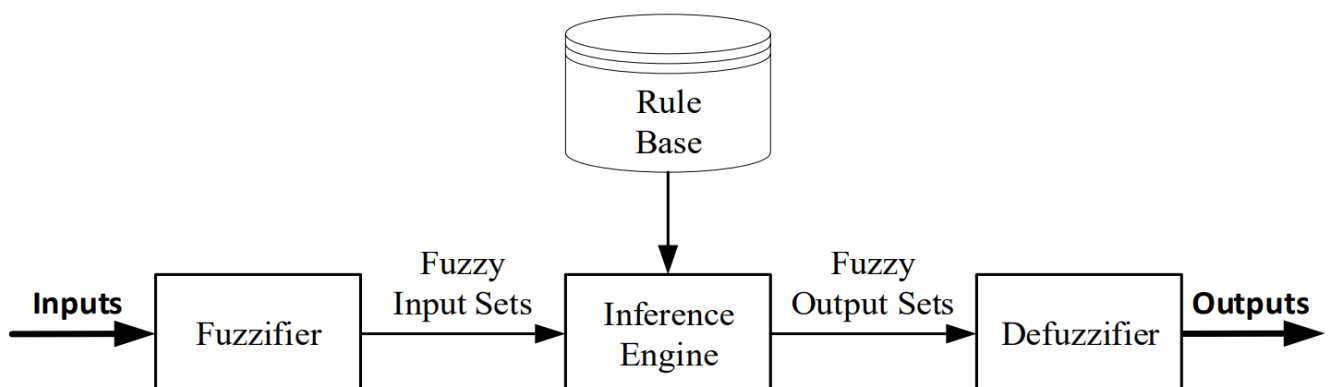 Rule
Base
Fuzzy
Input Sets
Fuzzy
Output Sets
Inputs
Fuzzifier
Inference
Engine
Defuzzifier
Outputs